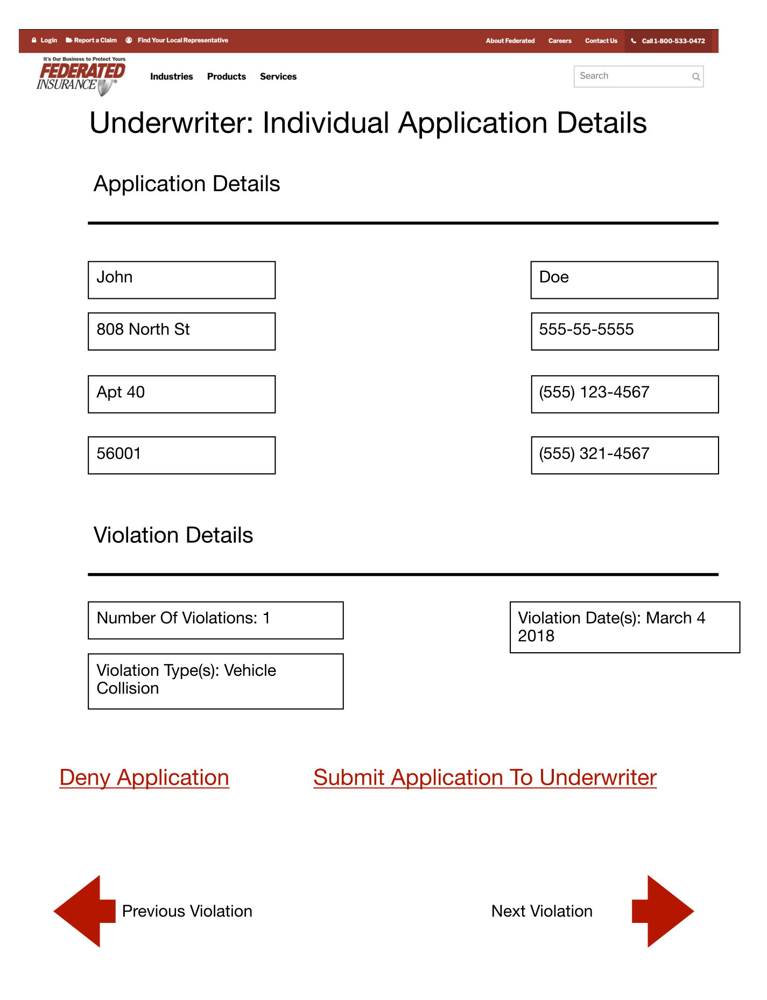 Login Report a Claim Find Your Local Representative About Federated Careers Contact Us Call 1-800-533-0472
It's Our Business to Protect Yours
FEDERATED
INSURANCE®
Industries Products Services Search
Underwriter: Individual Application Details
Application Details
John Doe
808 North St 555-55-5555
Apt 40 (555) 123-4567
56001 (555) 321-4567
Violation Details
Number Of Violations: 1
Violation Date(s): March 4
2018
Violation Type(s): Vehicle
Collision
Deny Application Submit Application To Underwriter
Previous Violation Next Violation